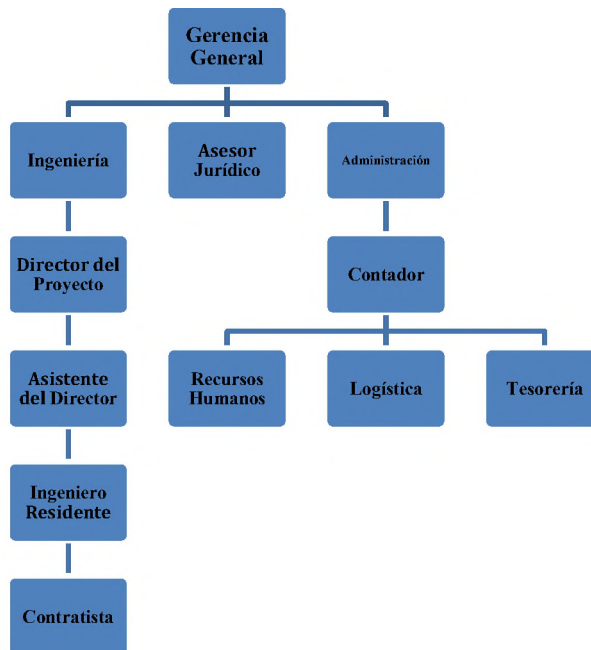 Gerencia
General
Ingeniería
Asesor
Jurídico
Administración
Director del
Proyecto
Contador
Asistente
del Director
Recursos
Humanos
Logística
Tesorería
Ingeniero
Residente
Contratista